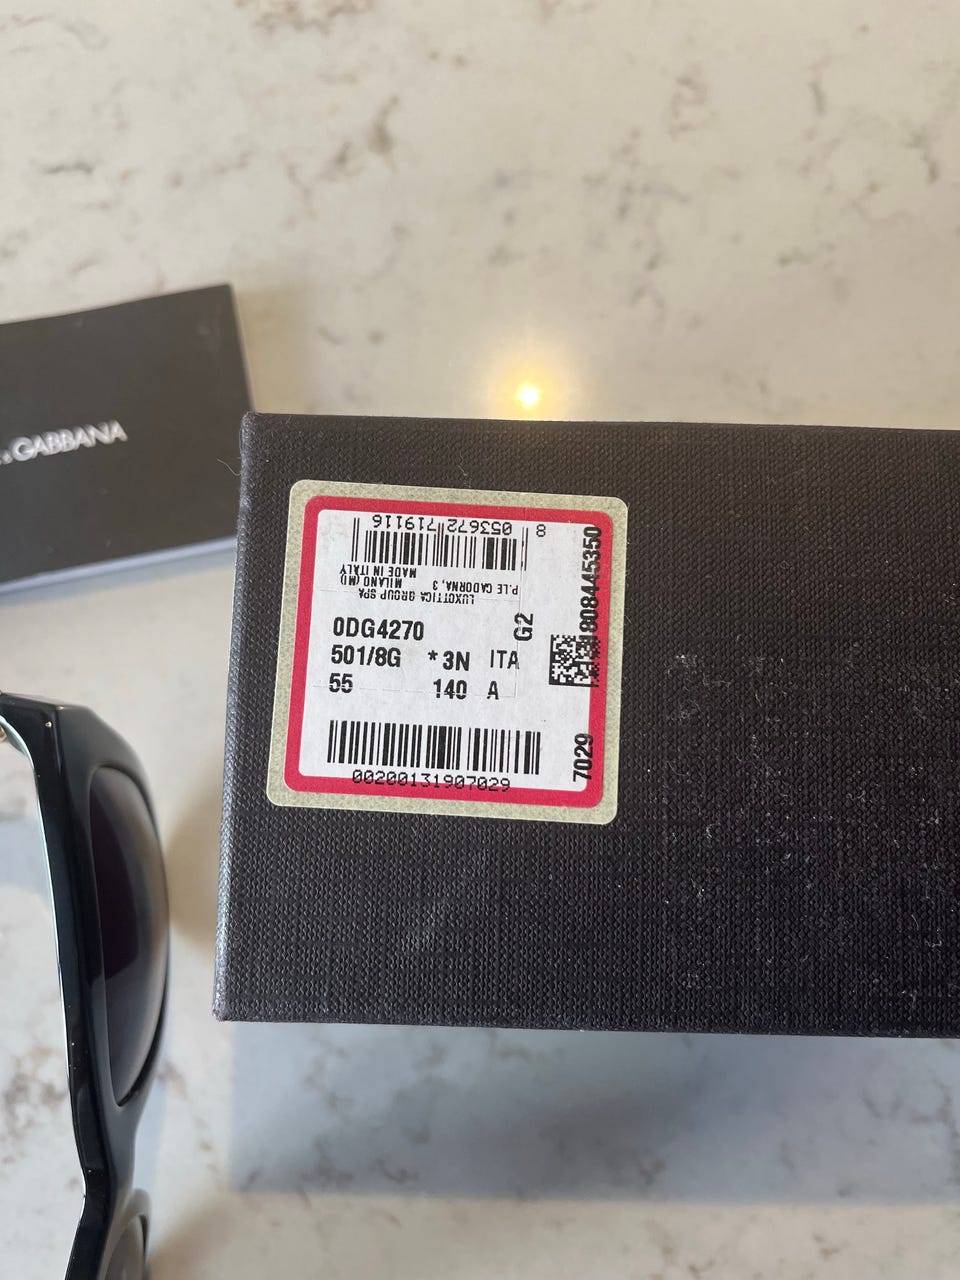 & GABBANA
8 053672 719116
LUXOTTICA GROUP SPA
P.LE CADORNA, 3
MILANO (MI)
MADE IN ITALY
0DG4270
G2
501/8G * 3N ITA
55 140 A
00200131907029
1808445350
7029